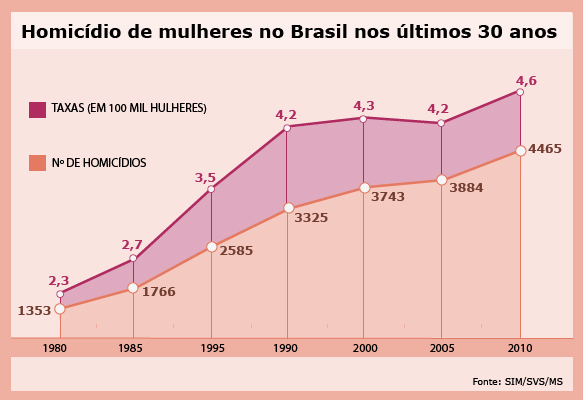 Homicídio de mulheres no Brasil nos últimos 30 anos
TAXAS (EM 100 MIL HULHERES)
Nº DE HOMICÍDIOS
2,3
2,7
3,5
4,2
4,3
4,2
4,6
1353
1766
2585
3325
3743
3884
4465
1980 1985 1995 1990 2000 2005 2010
Fonte: SIM/SVS/MS